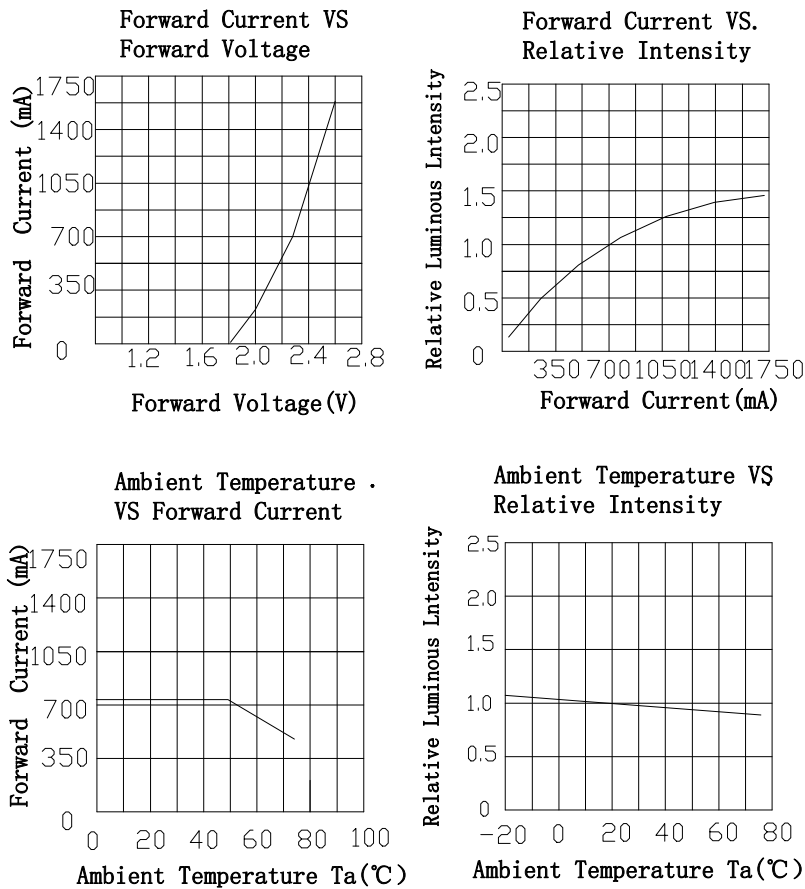 Forward Current VS
Forward Voltage
Forward Current (mA)
1750
1400
1050
700
350
0
1.2 1.6 2.0 2.4 2.8
Forward Voltage(V)
Forward Current VS.
Relative Intensity
Relative Luminous Lntensity
2.5
2.0
1.5
1.0
0.5
0
350 700 1050 1400 1750
Forward Current(mA)
Ambient Temperature .
VS Forward Current
Forward Current (mA)
1750
1400
1050
700
350
0
0 20 40 60 80 100
Ambient Temperature Ta(℃)
Ambient Temperature VS
Relative Intensity
Relative Luminous Lntensity
2.5
2.0
1.5
1.0
0.5
0
-20 0 20 40 60 80
Ambient Temperature Ta(℃)